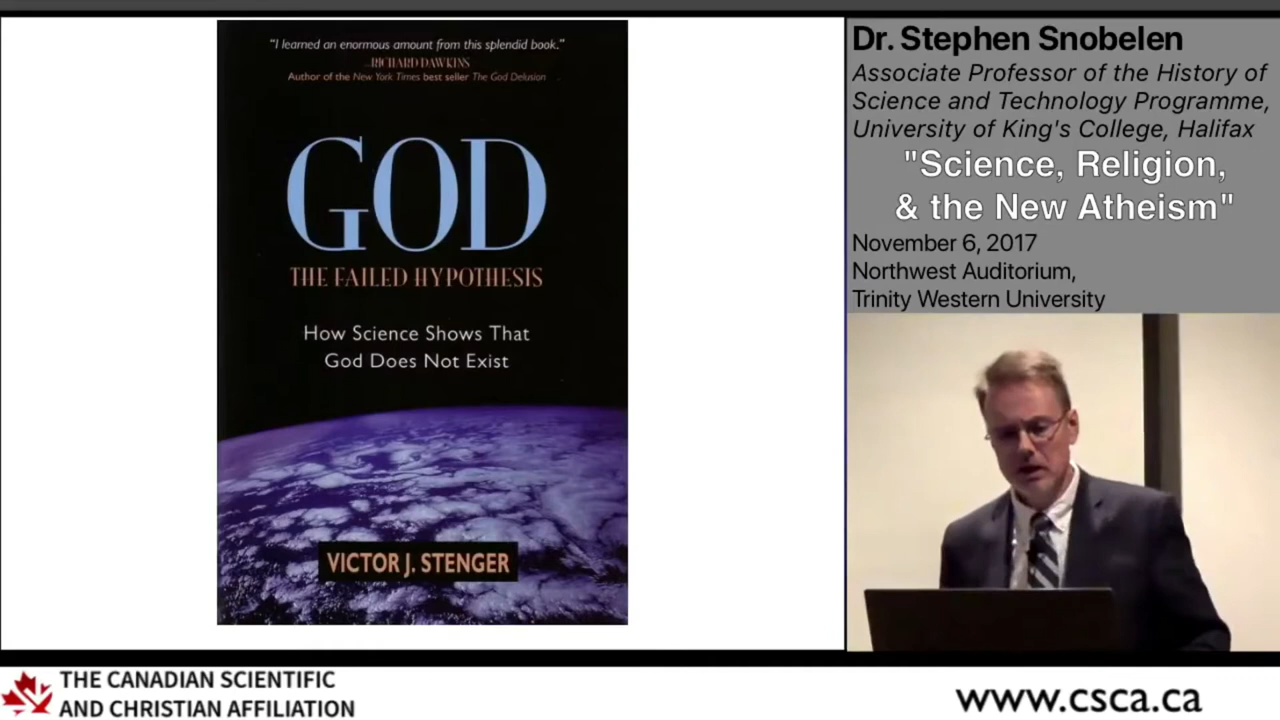 "I learned an enormous amount from this splendid book."
—RICHARD DAWKINS
Author of the New York Times best seller The God Delusion
GOD
THE FAILED HYPOTHESIS
How Science Shows That
God Does Not Exist
VICTOR J. STENGER
Dr. Stephen Snobelen
Associate Professor of the History of
Science and Technology Programme,
University of King's College, Halifax
"Science, Religion,
& the New Atheism"
November 6, 2017
Northwest Auditorium,
Trinity Western University
THE CANADIAN SCIENTIFIC
AND CHRISTIAN AFFILIATION
www.csca.ca